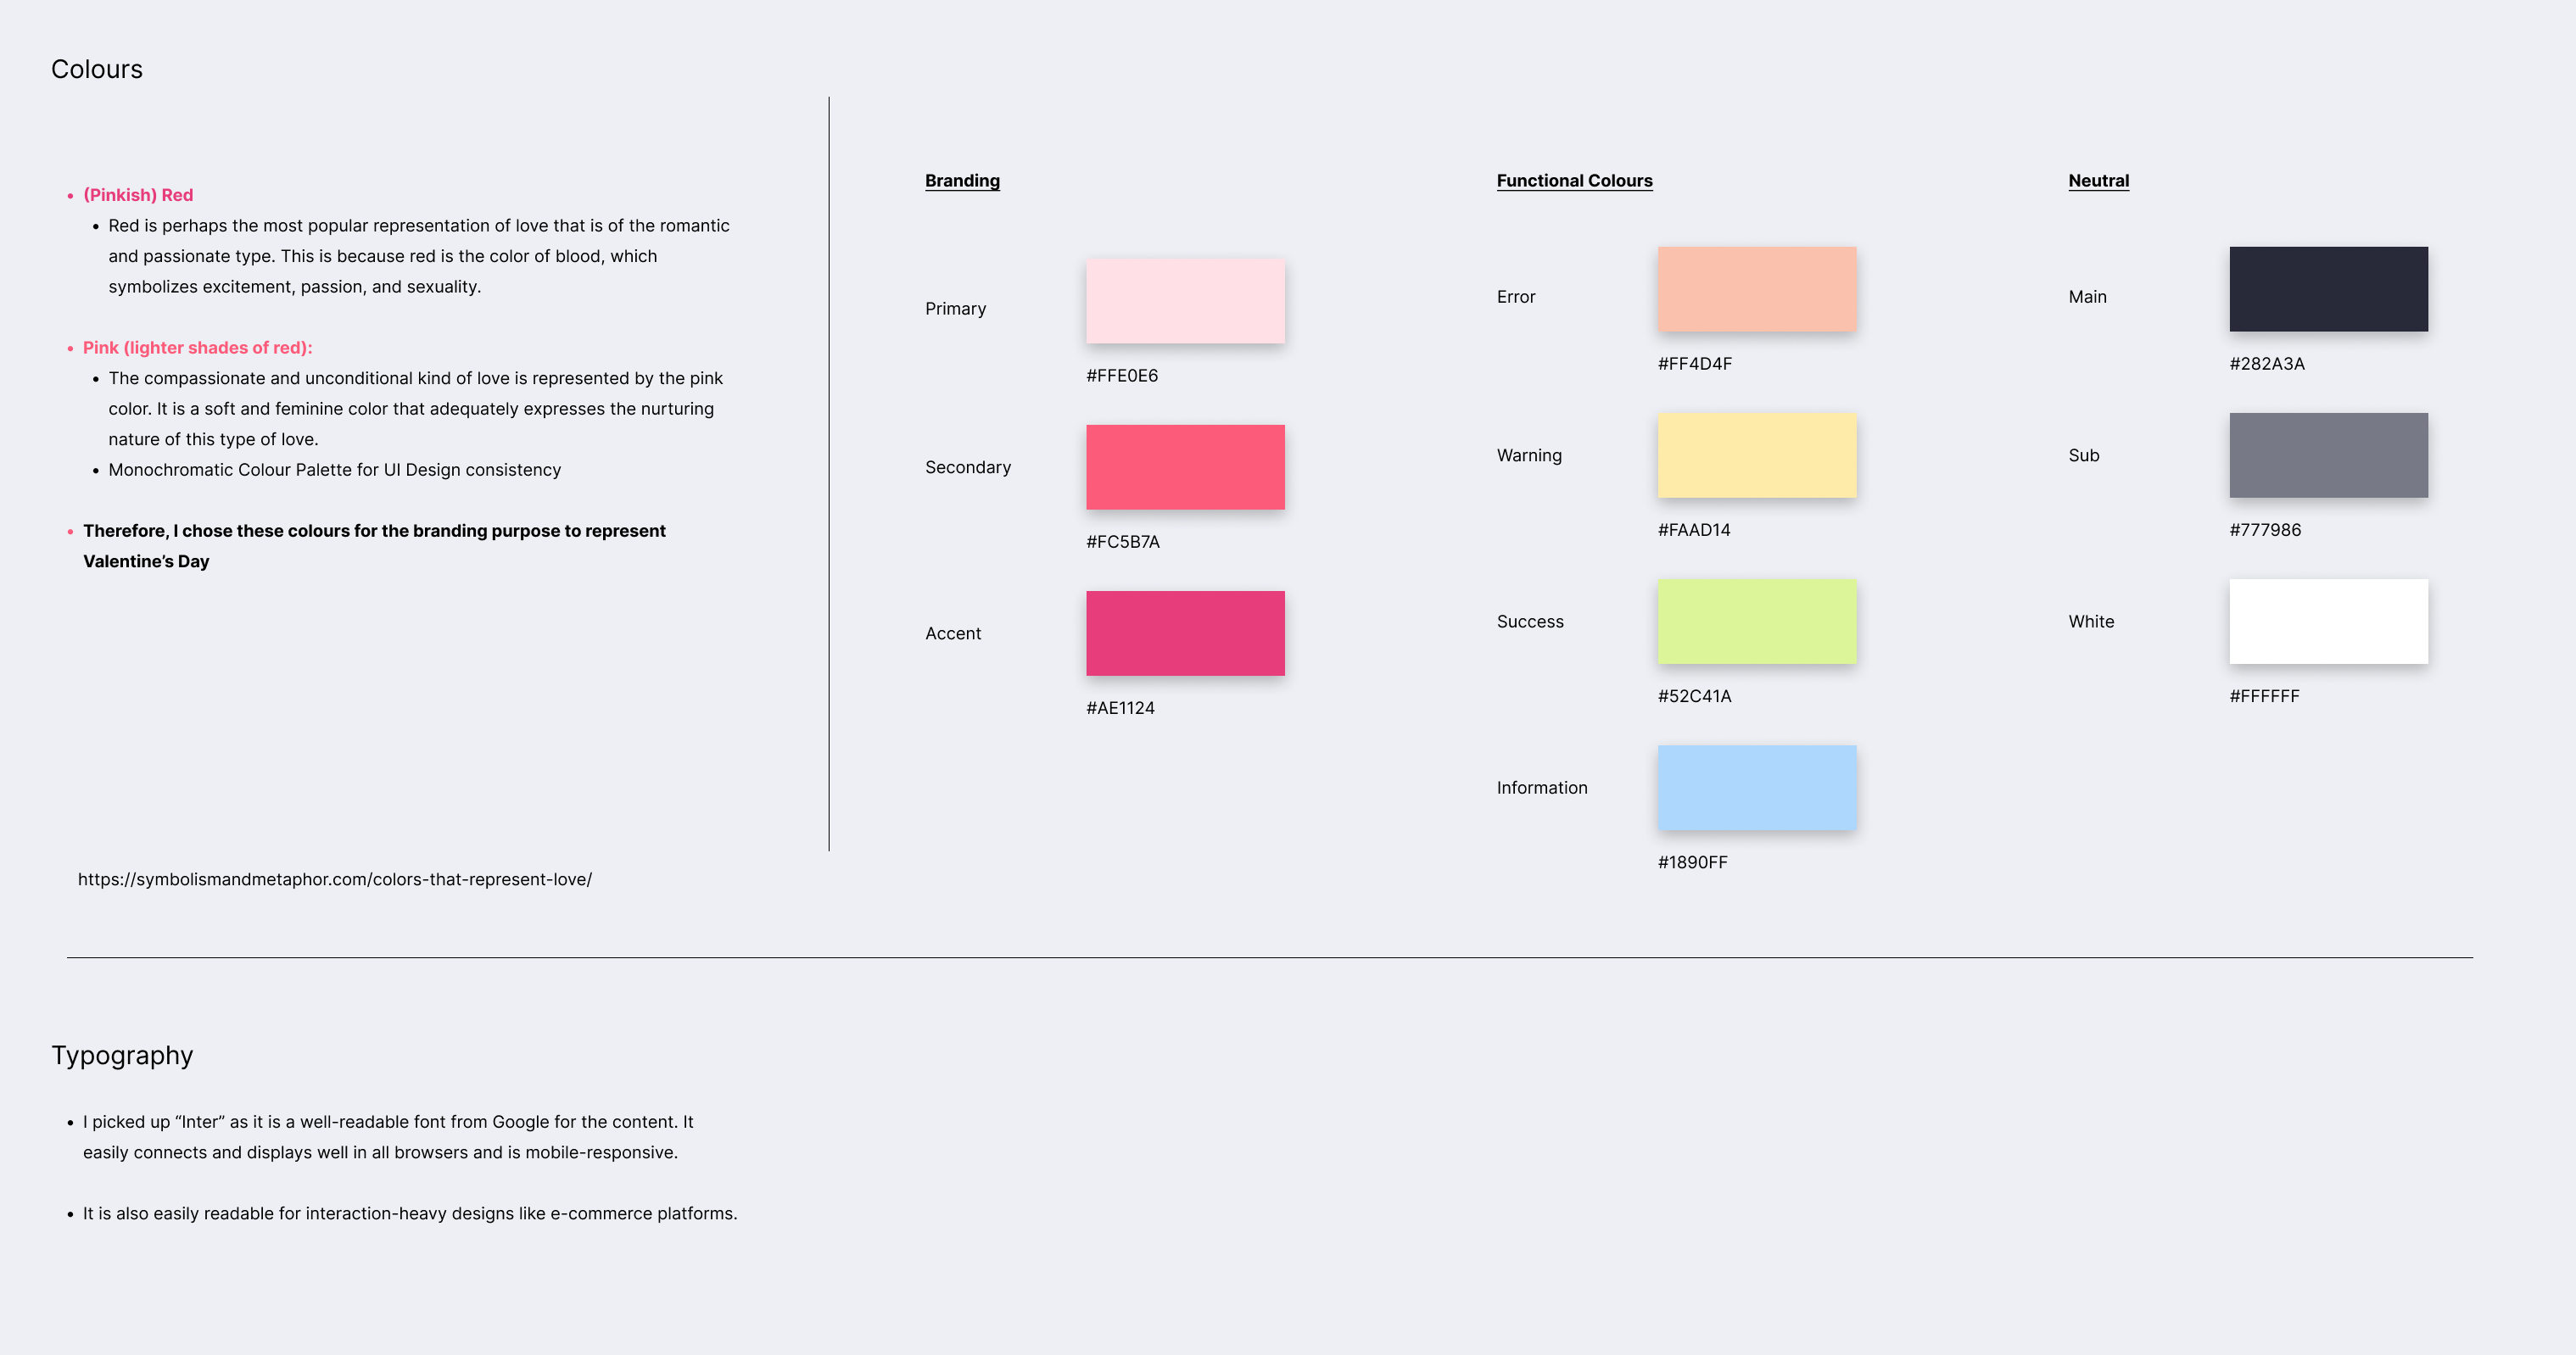 Colours
• (Pinkish) Red
• Red is perhaps the most popular representation of love that is of the romantic
and passionate type. This is because red is the color of blood, which
symbolizes excitement, passion, and sexuality.
• Pink (lighter shades of red):
• The compassionate and unconditional kind of love is represented by the pink
color. It is a soft and feminine color that adequately expresses the nurturing
nature of this type of love.
• Monochromatic Colour Palette for UI Design consistency
• Therefore, I chose these colours for the branding purpose to represent
Valentine’s Day
https://symbolismandmetaphor.com/colors-that-represent-love/
Branding
Primary
#FFE0E6
Secondary
#FC5B7A
Accent
#AE1124
Functional Colours
Error
#FF4D4F
Warning
#FAAD14
Success
#52C41A
Information
#1890FF
Neutral
Main
#282A3A
Sub
#777986
White
#FFFFFF
Typography
• I picked up “Inter” as it is a well-readable font from Google for the content. It
easily connects and displays well in all browsers and is mobile-responsive.
• It is also easily readable for interaction-heavy designs like e-commerce platforms.